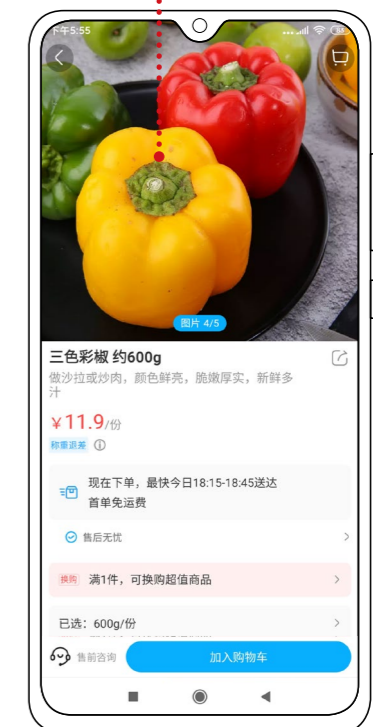 下午5:55
图片 4/5
三色彩椒 约600g
做沙拉或炒肉，颜色鲜亮，脆嫩厚实，新鲜多
汁
￥11.9/份
称重退差
现在下单，最快今日18:15-18:45送达
首单免运费
售后无忧
换购 满1件，可换购超值商品
已选：600g/份
售前咨询 加入购物车